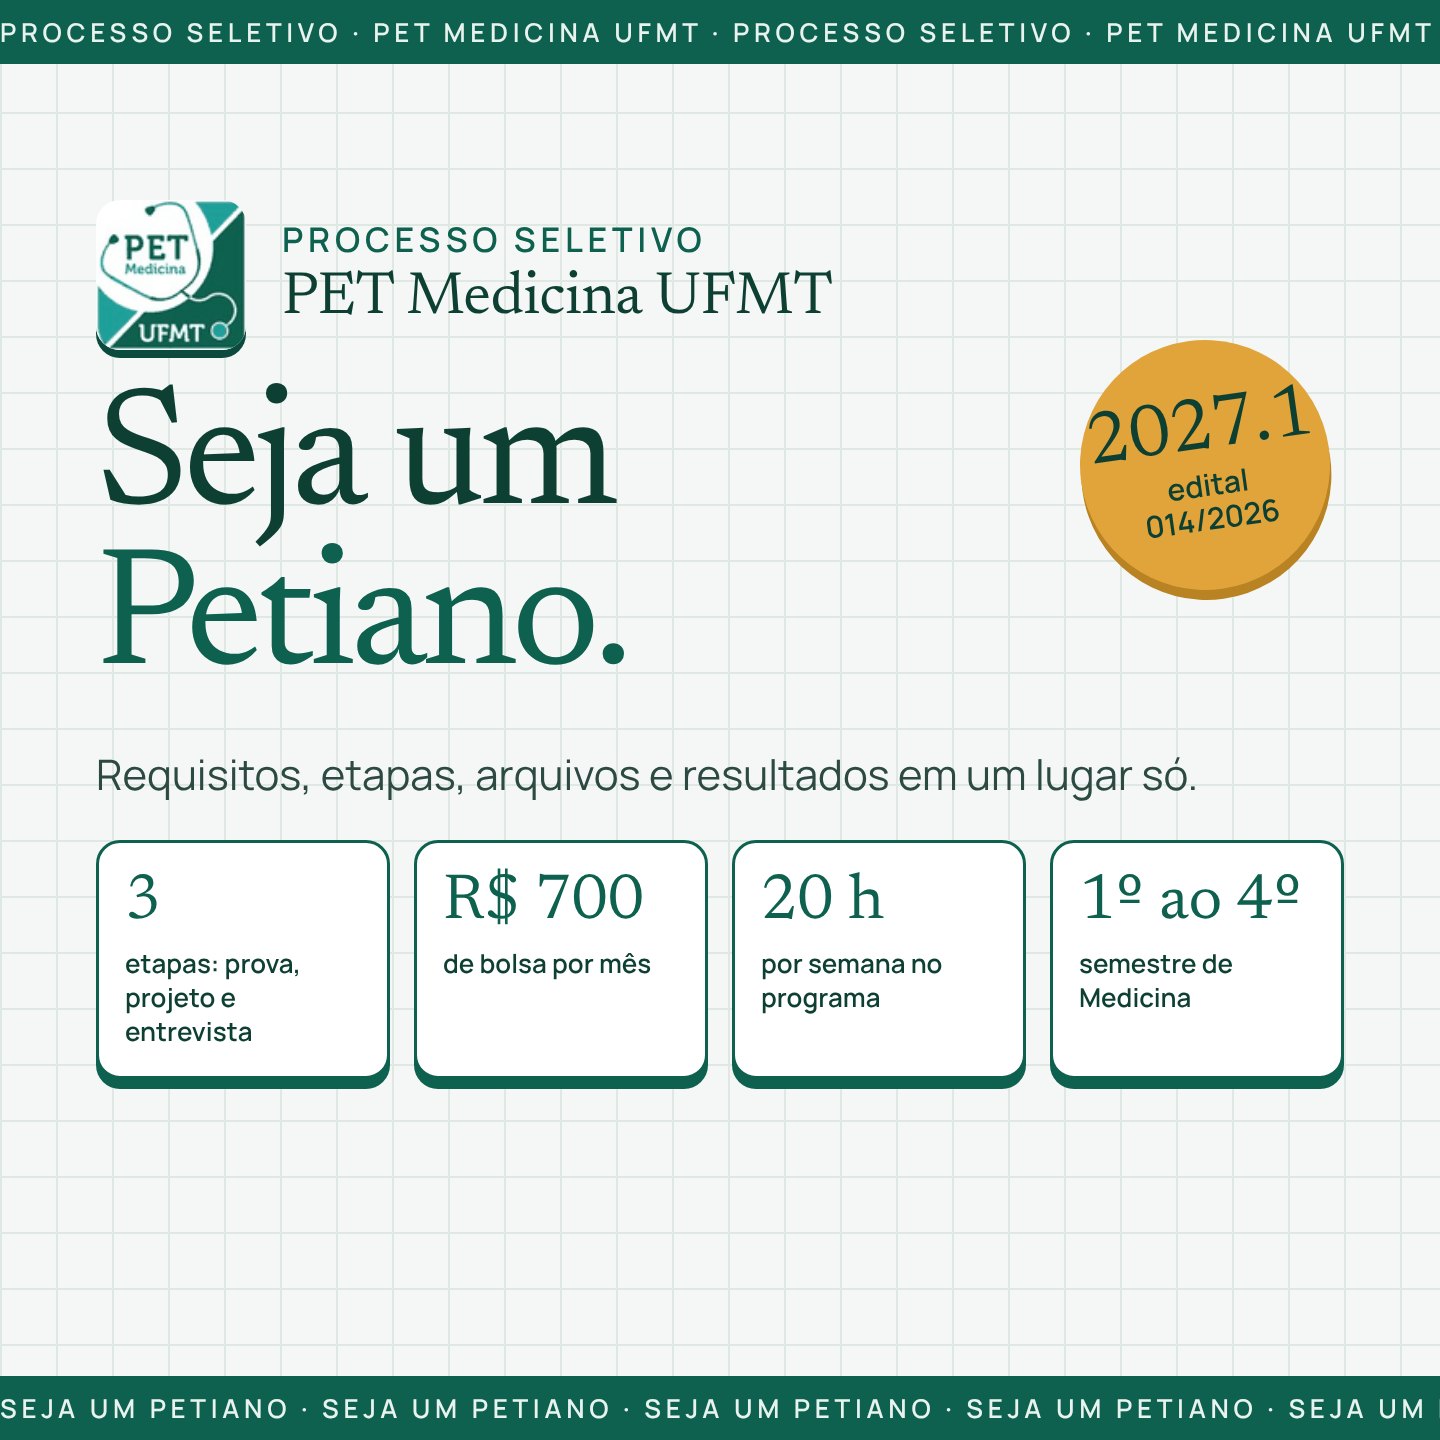 PROCESSO SELETIVO · PET MEDICINA UFMT · PROCESSO SELETIVO · PET MEDICINA UFMT
PET
Medicina
UFMT
PROCESSO SELETIVO
PET Medicina UFMT
Seja um
Petiano.
2027.1
edital
014/2026
Requisitos, etapas, arquivos e resultados em um lugar só.
3
etapas: prova,
projeto e
entrevista
R$ 700
de bolsa por mês
20 h
por semana no
programa
1º ao 4º
semestre de
Medicina
SEJA UM PETIANO · SEJA UM PETIANO · SEJA UM PETIANO · SEJA UM PETIANO · SEJA UM